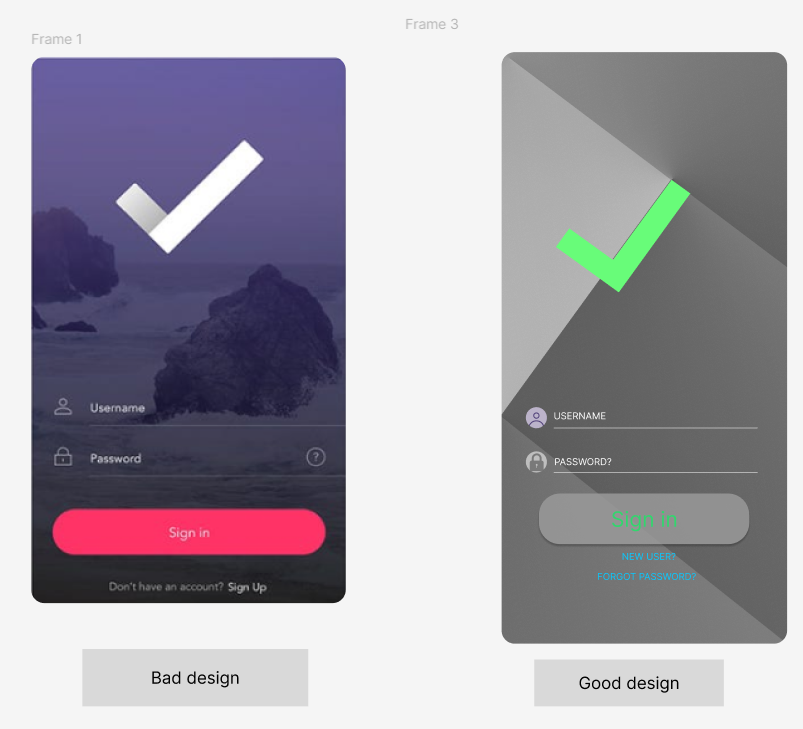 Frame 1
Username
Password
?
Sign in
Don't have an account? Sign Up
Bad design
Frame 3
USERNAME
PASSWORD?
Sign in
NEW USER?
FORGOT PASSWORD?
Good design